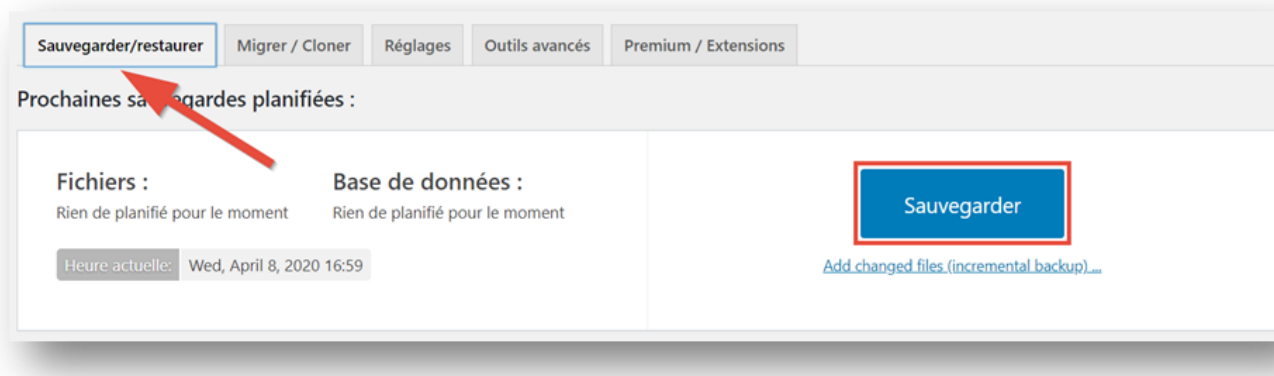 Sauvegarder/restaurer Migrer / Cloner Réglages Outils avancés Premium / Extensions
Prochaines sauvegardes planifiées :
Fichiers : Base de données :
Rien de planifié pour le moment Rien de planifié pour le moment
Sauvegarder
Heure actuelle: Wed, April 8, 2020 16:59
Add changed files (incremental backup) ...